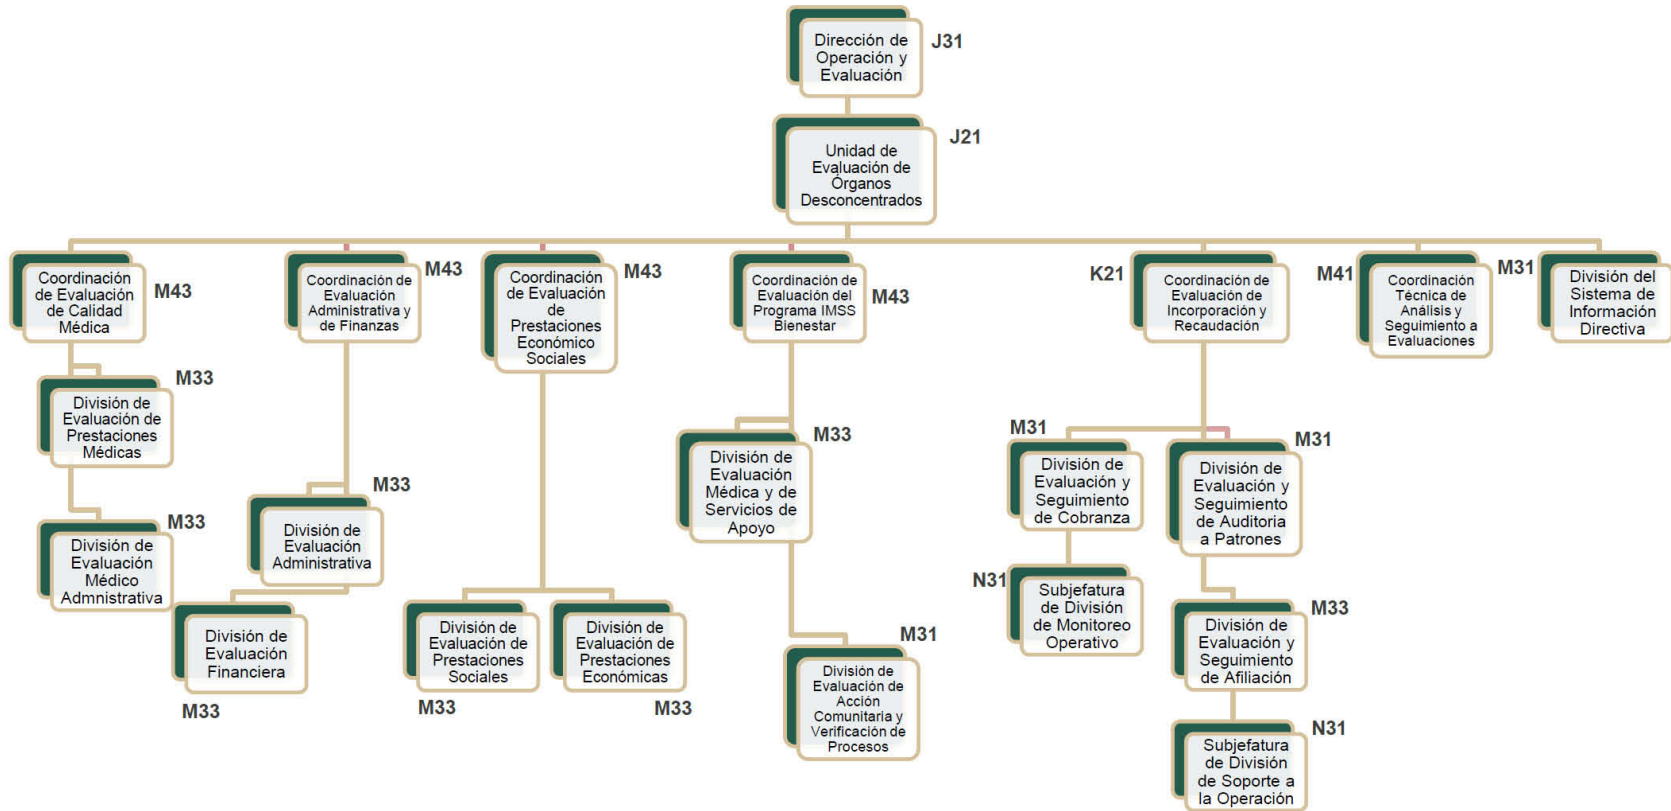 Dirección de
Operación y
Evaluación
J31
Unidad de
Evaluación de
Órganos
Desconcentrados
J21
Coordinación
de Evaluación
de Calidad
Médica
M43
Coordinación de
Evaluación
Administrativa y
de Finanzas
M43
Coordinación
de Evaluación
de
Prestaciones
Económico
Sociales
M43
Coordinación de
Evaluación del
Programa IMSS
Bienestar
M43
K21
Coordinación de
Evaluación de
Incorporación y
Recaudación
M41
Coordinación
Técnica de
Análisis y
Seguimiento a
Evaluaciones
M31
División del
Sistema de
Información
Directiva
División de
Evaluación de
Prestaciones
Médicas
M33
División de
Evaluación
Médico
Admnistrativa
M33
División de
Evaluación
Administrativa
M33
División de
Evaluación
Financiera
M33
División de
Evaluación de
Prestaciones
Sociales
M33
División de
Evaluación de
Prestaciones
Económicas
M33
División de
Evaluación
Médica y de
Servicios de
Apoyo
M33
División de
Evaluación de
Acción
Comunitaria y
Verificación de
Procesos
M31
M31
División de
Evaluación y
Seguimiento
de Cobranza
N31
Subjefatura
de División
de Monitoreo
Operativo
M31
División de
Evaluación y
Seguimiento
de Auditoria
a Patrones
M33
División de
Evaluación y
Seguimiento
de Afiliación
N31
Subjefatura
de División
de Soporte a
la Operación